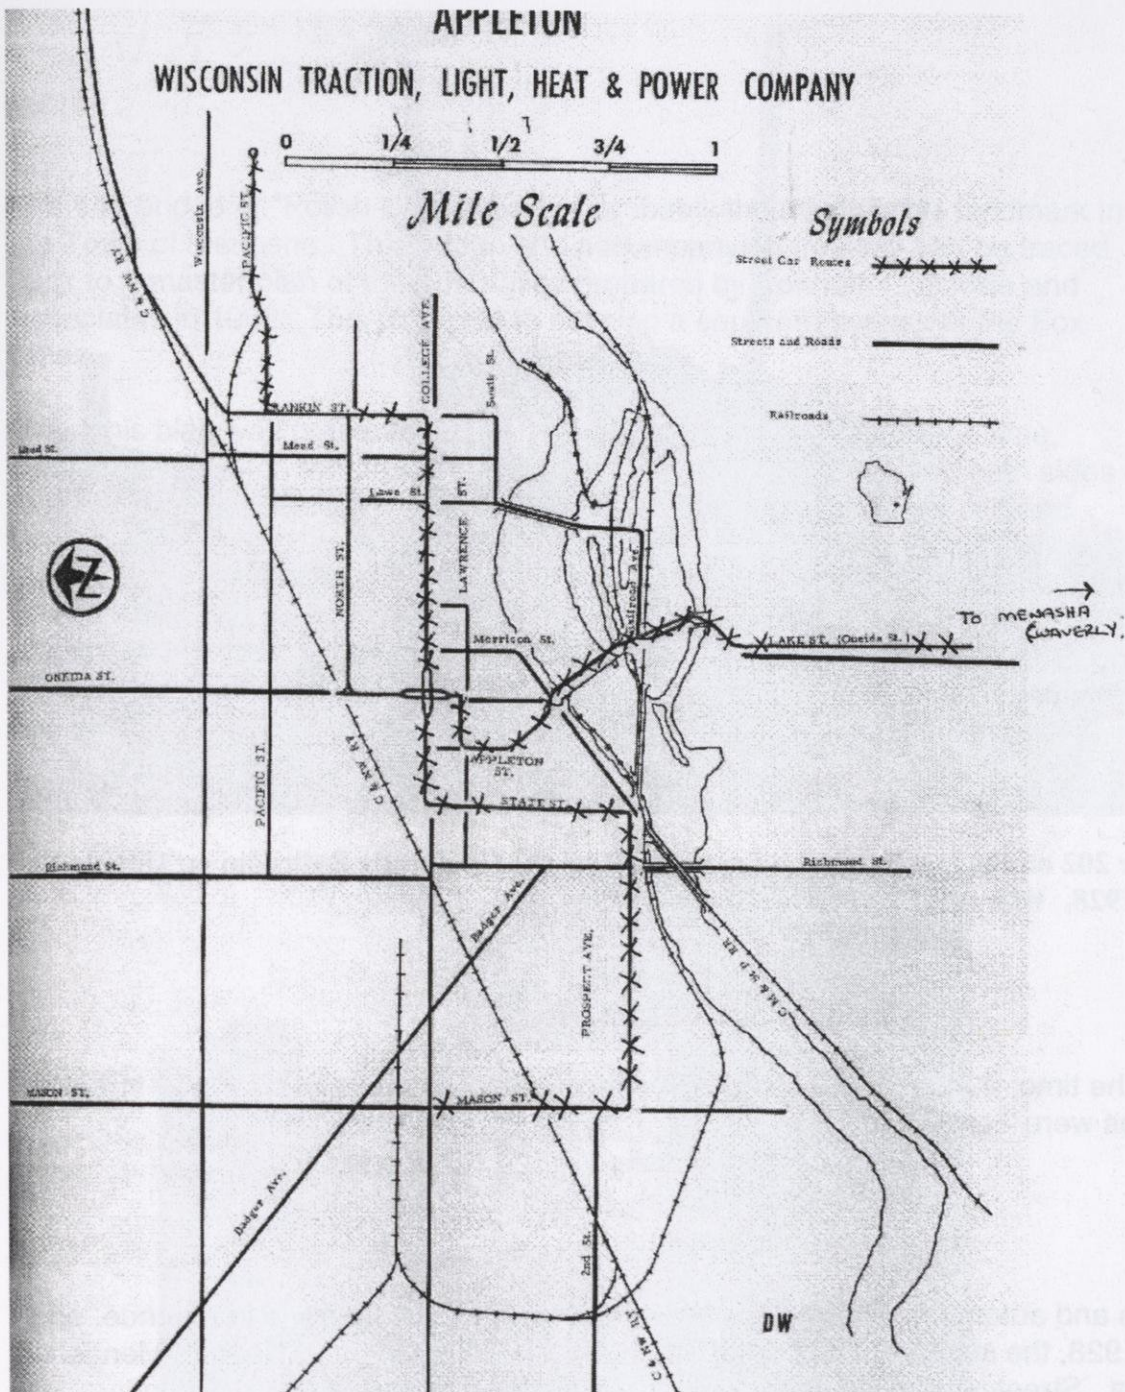 APPLETON
WISCONSIN TRACTION, LIGHT, HEAT & POWER COMPANY
0 1/4 1/2 3/4 1
Mile Scale
Symbols
Street Car Routes
Streets and Roads
Railroads
Wisconsin Ave.
PACIFIC ST.
C & NW RY
COLLEGE AVE.
South St.
RANKIN ST.
Mead St.
Mead St.
Lawe St.
LAWRENCE ST.
NORTH ST.
Z
Railroad Ave.
Morrison St.
TO MENASHA
(WAVERLY.
LAKE ST. (Oneida St.)
ONEIDA ST.
PACIFIC ST.
C & NW RY
APPLETON
ST.
STATE ST.
Richmond St.
Richmond St.
Badger Ave.
PROSPECT AVE.
C M & St P RR
MASON ST.
MASON ST.
Badger Ave.
2nd St.
C & NW RY
DW